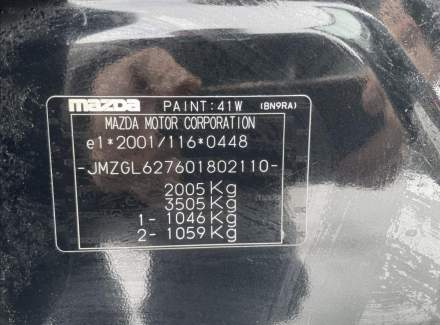 mazda PAINT:41W (BN9RA)
MAZDA MOTOR CORPORATION
e1*2001/116*0448
-JMZGL627601802110-
2005Kg
3505Kg
1- 1046Kg
2- 1059Kg